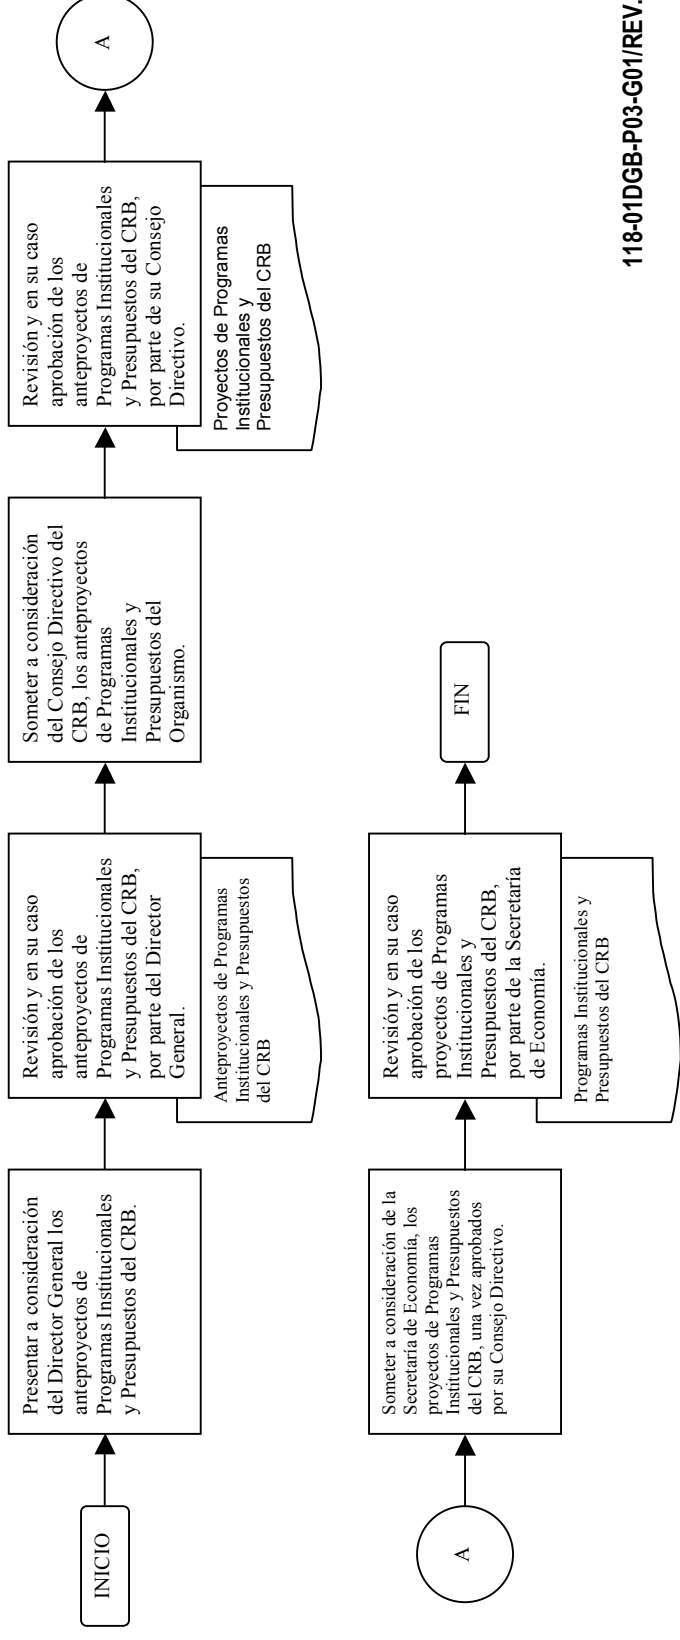 INICIO
Presentar a consideración
del Director General los
anteproyectos de
Programas Institucionales
y Presupuestos del CRB.
Revisión y en su caso
aprobación de los
anteproyectos de
Programas Institucionales
y Presupuestos del CRB,
por parte del Director
General.
Anteproyectos de Programas
Institucionales y Presupuestos
del CRB
Someter a consideración
del Consejo Directivo del
CRB, los anteproyectos
de Programas
Institucionales y
Presupuestos del
Organismo.
Revisión y en su caso
aprobación de los
anteproyectos de
Programas Institucionales
y Presupuestos del CRB,
por parte de su Consejo
Directivo.
Proyectos de Programas
Institucionales y
Presupuestos del CRB
A
A
Someter a consideración de la
Secretaría de Economía, los
proyectos de Programas
Institucionales y Presupuestos
del CRB, una vez aprobados
por su Consejo Directivo.
Revisión y en su caso
aprobación de los
proyectos de Programas
Institucionales y
Presupuestos del CRB,
por parte de la Secretaría
de Economía.
Programas Institucionales y
Presupuestos del CRB
FIN
118-01DGB-P03-G01/REV.